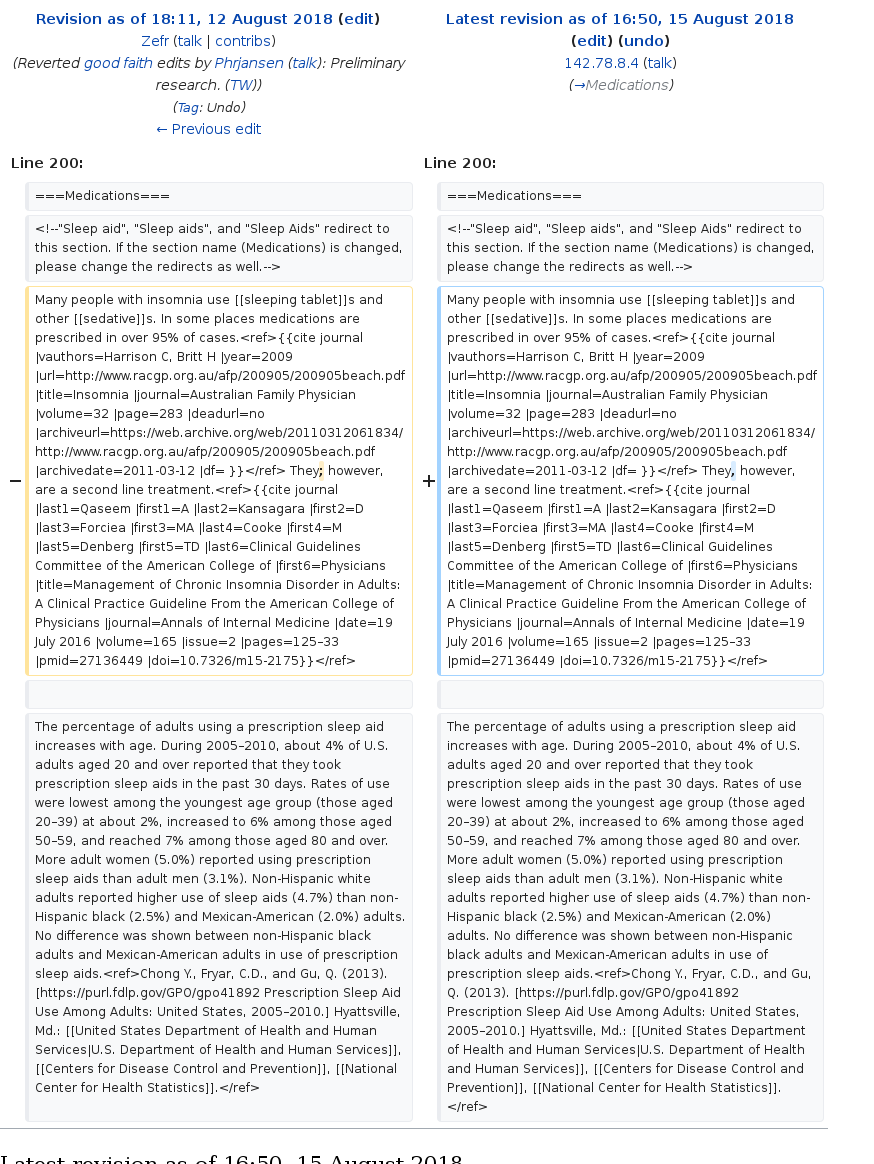 Revision as of 18:11, 12 August 2018 (edit)
Zefr (talk | contribs)
(Reverted good faith edits by Phrjansen (talk): Preliminary
research. (TW))
(Tag: Undo)
← Previous edit
Latest revision as of 16:50, 15 August 2018
(edit) (undo)
142.78.8.4 (talk)
(→Medications)
Line 200:
===Medications===
<!--"Sleep aid", "Sleep aids", and "Sleep Aids" redirect to
this section. If the section name (Medications) is changed,
please change the redirects as well.-->
−
Many people with insomnia use [[sleeping tablet]]s and
other [[sedative]]s. In some places medications are
prescribed in over 95% of cases.<ref>{{cite journal
|vauthors=Harrison C, Britt H |year=2009
|url=http://www.racgp.org.au/afp/200905/200905beach.pdf
|title=Insomnia |journal=Australian Family Physician
|volume=32 |page=283 |deadurl=no
|archiveurl=https://web.archive.org/web/20110312061834/
http://www.racgp.org.au/afp/200905/200905beach.pdf
|archivedate=2011-03-12 |df= }}</ref> They; however,
are a second line treatment.<ref>{{cite journal
|last1=Qaseem |first1=A |last2=Kansagara |first2=D
|last3=Forciea |first3=MA |last4=Cooke |first4=M
|last5=Denberg |first5=TD |last6=Clinical Guidelines
Committee of the American College of |first6=Physicians
|title=Management of Chronic Insomnia Disorder in Adults:
A Clinical Practice Guideline From the American College of
Physicians |journal=Annals of Internal Medicine |date=19
July 2016 |volume=165 |issue=2 |pages=125–33
|pmid=27136449 |doi=10.7326/m15-2175}}</ref>
The percentage of adults using a prescription sleep aid
increases with age. During 2005–2010, about 4% of U.S.
adults aged 20 and over reported that they took
prescription sleep aids in the past 30 days. Rates of use
were lowest among the youngest age group (those aged
20–39) at about 2%, increased to 6% among those aged
50–59, and reached 7% among those aged 80 and over.
More adult women (5.0%) reported using prescription
sleep aids than adult men (3.1%). Non-Hispanic white
adults reported higher use of sleep aids (4.7%) than non-
Hispanic black (2.5%) and Mexican-American (2.0%) adults.
No difference was shown between non-Hispanic black
adults and Mexican-American adults in use of prescription
sleep aids.<ref>Chong Y., Fryar, C.D., and Gu, Q. (2013).
[https://purl.fdlp.gov/GPO/gpo41892 Prescription Sleep Aid
Use Among Adults: United States, 2005–2010.] Hyattsville,
Md.: [[United States Department of Health and Human
Services|U.S. Department of Health and Human Services]],
[[Centers for Disease Control and Prevention]], [[National
Center for Health Statistics]].</ref>
Line 200:
===Medications===
<!--"Sleep aid", "Sleep aids", and "Sleep Aids" redirect to
this section. If the section name (Medications) is changed,
please change the redirects as well.-->
+
Many people with insomnia use [[sleeping tablet]]s and
other [[sedative]]s. In some places medications are
prescribed in over 95% of cases.<ref>{{cite journal
|vauthors=Harrison C, Britt H |year=2009
|url=http://www.racgp.org.au/afp/200905/200905beach.pdf
|title=Insomnia |journal=Australian Family Physician
|volume=32 |page=283 |deadurl=no
|archiveurl=https://web.archive.org/web/20110312061834/
http://www.racgp.org.au/afp/200905/200905beach.pdf
|archivedate=2011-03-12 |df= }}</ref> They, however,
are a second line treatment.<ref>{{cite journal
|last1=Qaseem |first1=A |last2=Kansagara |first2=D
|last3=Forciea |first3=MA |last4=Cooke |first4=M
|last5=Denberg |first5=TD |last6=Clinical Guidelines
Committee of the American College of |first6=Physicians
|title=Management of Chronic Insomnia Disorder in Adults:
A Clinical Practice Guideline From the American College of
Physicians |journal=Annals of Internal Medicine |date=19
July 2016 |volume=165 |issue=2 |pages=125–33
|pmid=27136449 |doi=10.7326/m15-2175}}</ref>
The percentage of adults using a prescription sleep aid
increases with age. During 2005–2010, about 4% of U.S.
adults aged 20 and over reported that they took
prescription sleep aids in the past 30 days. Rates of use
were lowest among the youngest age group (those aged
20–39) at about 2%, increased to 6% among those aged
50–59, and reached 7% among those aged 80 and over.
More adult women (5.0%) reported using prescription
sleep aids than adult men (3.1%). Non-Hispanic white
adults reported higher use of sleep aids (4.7%) than non-
Hispanic black (2.5%) and Mexican-American (2.0%)
adults. No difference was shown between non-Hispanic
black adults and Mexican-American adults in use of
prescription sleep aids.<ref>Chong Y., Fryar, C.D., and Gu,
Q. (2013). [https://purl.fdlp.gov/GPO/gpo41892
Prescription Sleep Aid Use Among Adults: United States,
2005–2010.] Hyattsville, Md.: [[United States Department
of Health and Human Services|U.S. Department of Health
and Human Services]], [[Centers for Disease Control and
Prevention]], [[National Center for Health Statistics]].
</ref>
Latest revision as of 16:50, 15 August 2018